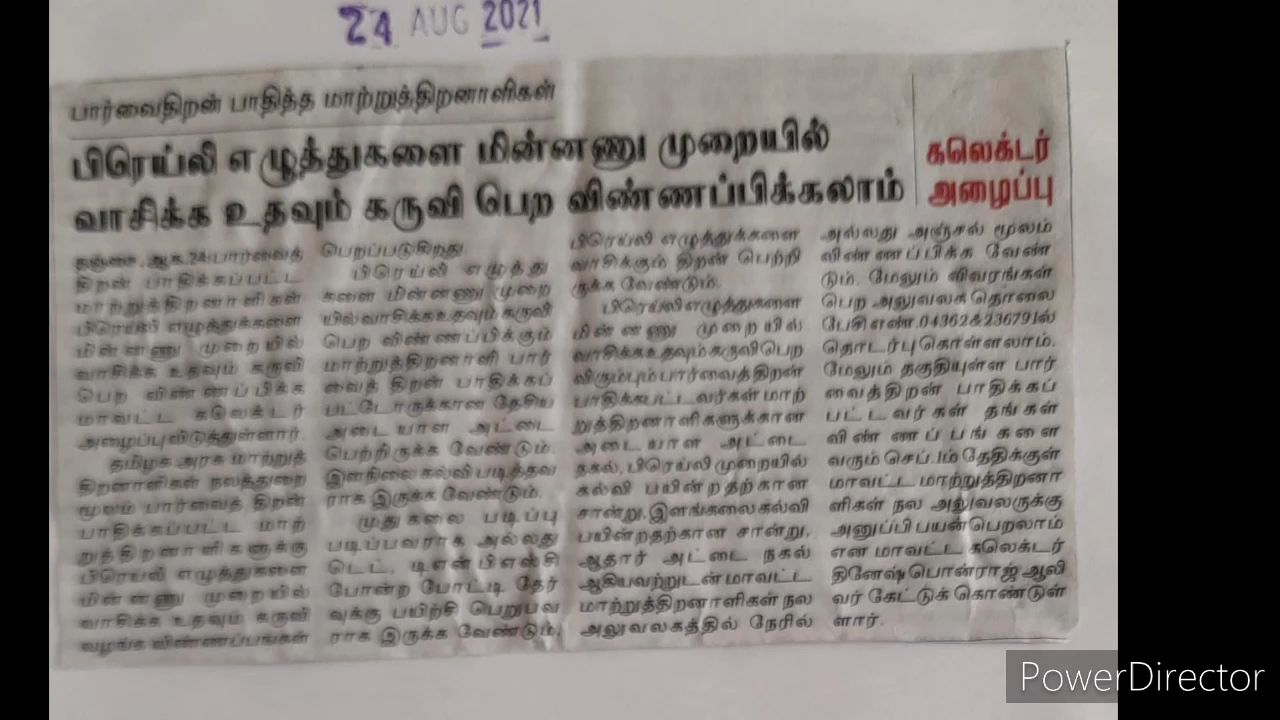 24 AUG 2021
பார்வைதிறன் பாதித்த மாற்றுத்திறனாளிகள்
பிரெய்லி எழுத்துகளை மின்னணு முறையில்
வாசிக்க உதவும் கருவி பெற விண்ணப்பிக்கலாம்
கலெக்டர்
அழைப்பு
தஞ்சை, ஆக.24-பார்வைத்
திறன் பாதிக்கப்பட்ட
மாற்றுத்திறனாளிகள்
பிரெய்லி எழுத்துக்களை
மின்னணு முறையில்
வாசிக்க உதவும் கருவி
பெற விண்ணப்பிக்க
மாவட்ட கலெக்டர்
அழைப்புவிடுத்துள்ளார்.
தமிழக அரசு மாற்றுத்
திறனாளிகள் நலத்துறை
மூலம் பார்வைத் திறன்
பாதிக்கப்பட்ட மாற்
றுத்திறனாளிகளுக்கு
பிரெய்லி எழுத்துகளை
மின்னணு முறையில்
வாசிக்க உதவும் கருவி
வழங்க விண்ணப்பங்கள்
பெறப்படுகிறது.
பிரெய்லி எழுத்து
களை மின்னணு முறை
யில்வாசிக்கஉதவும்கருவி
பெற விண்ணப்பிக்கும்
மாற்றுத்திறனாளி பார்
வைத் திறன் பாதிக்கப்
பட்டோருக்கான தேசிய
அடையாள அட்டை
பெற்றிருக்க வேண்டும்.
இளநிலை கல்வி படித்தவ
ராக இருக்க வேண்டும்.
முதுகலை படிப்பு
படிப்பவராக அல்லது
டெட், டிஎன்பிஎஸ்சி
போன்ற போட்டி தேர்
வுக்கு பயிற்சி பெறுபவ
ராக இருக்க வேண்டும்.
பிரெய்லி எழுத்துக்களை
வாசிக்கும் திறன் பெற்றி
ருக்க வேண்டும்.
பிரெய்லி எழுத்துகளை
மின்னணு முறையில்
வாசிக்கஉதவும்கருவிபெற
விரும்பும்பார்வைத்திறன்
பாதிக்கபட்டவர்கள் மாற்
றுத்திறனாளிகளுக்கான
அடையாள அட்டை
நகல், பிரெய்லி முறையில்
கல்வி பயின்றதற்கான
சான்று, இளங்கலை கல்வி
பயின்றதற்கான சான்று,
ஆதார் அட்டை நகல்
ஆகியவற்றுடன் மாவட்ட
மாற்றுத்திறனாளிகள் நல
அலுவலகத்தில் நேரில்
அல்லது அஞ்சல் மூலம்
விண்ணப்பிக்க வேண்
டும். மேலும் விவரங்கள்
பெற அலுவலக தொலை
பேசி எண். 04362&236791ல்
தொடர்பு கொள்ளலாம்.
மேலும் தகுதியுள்ள பார்
வைத்திறன் பாதிக்கப்
பட்டவர்கள் தங்கள்
விண்ணப்பங்களை
வரும் செப்.1ம் தேதிக்குள்
மாவட்ட மாற்றுத்திறனா
ளிகள் நல அலுவலருக்கு
அனுப்பி பயன்பெறலாம்
என மாவட்ட கலெக்டர்
தினேஷ் பொன்ராஜ் ஆலி
வர் கேட்டுக் கொண்டுள்
ளார்.
PowerDirector